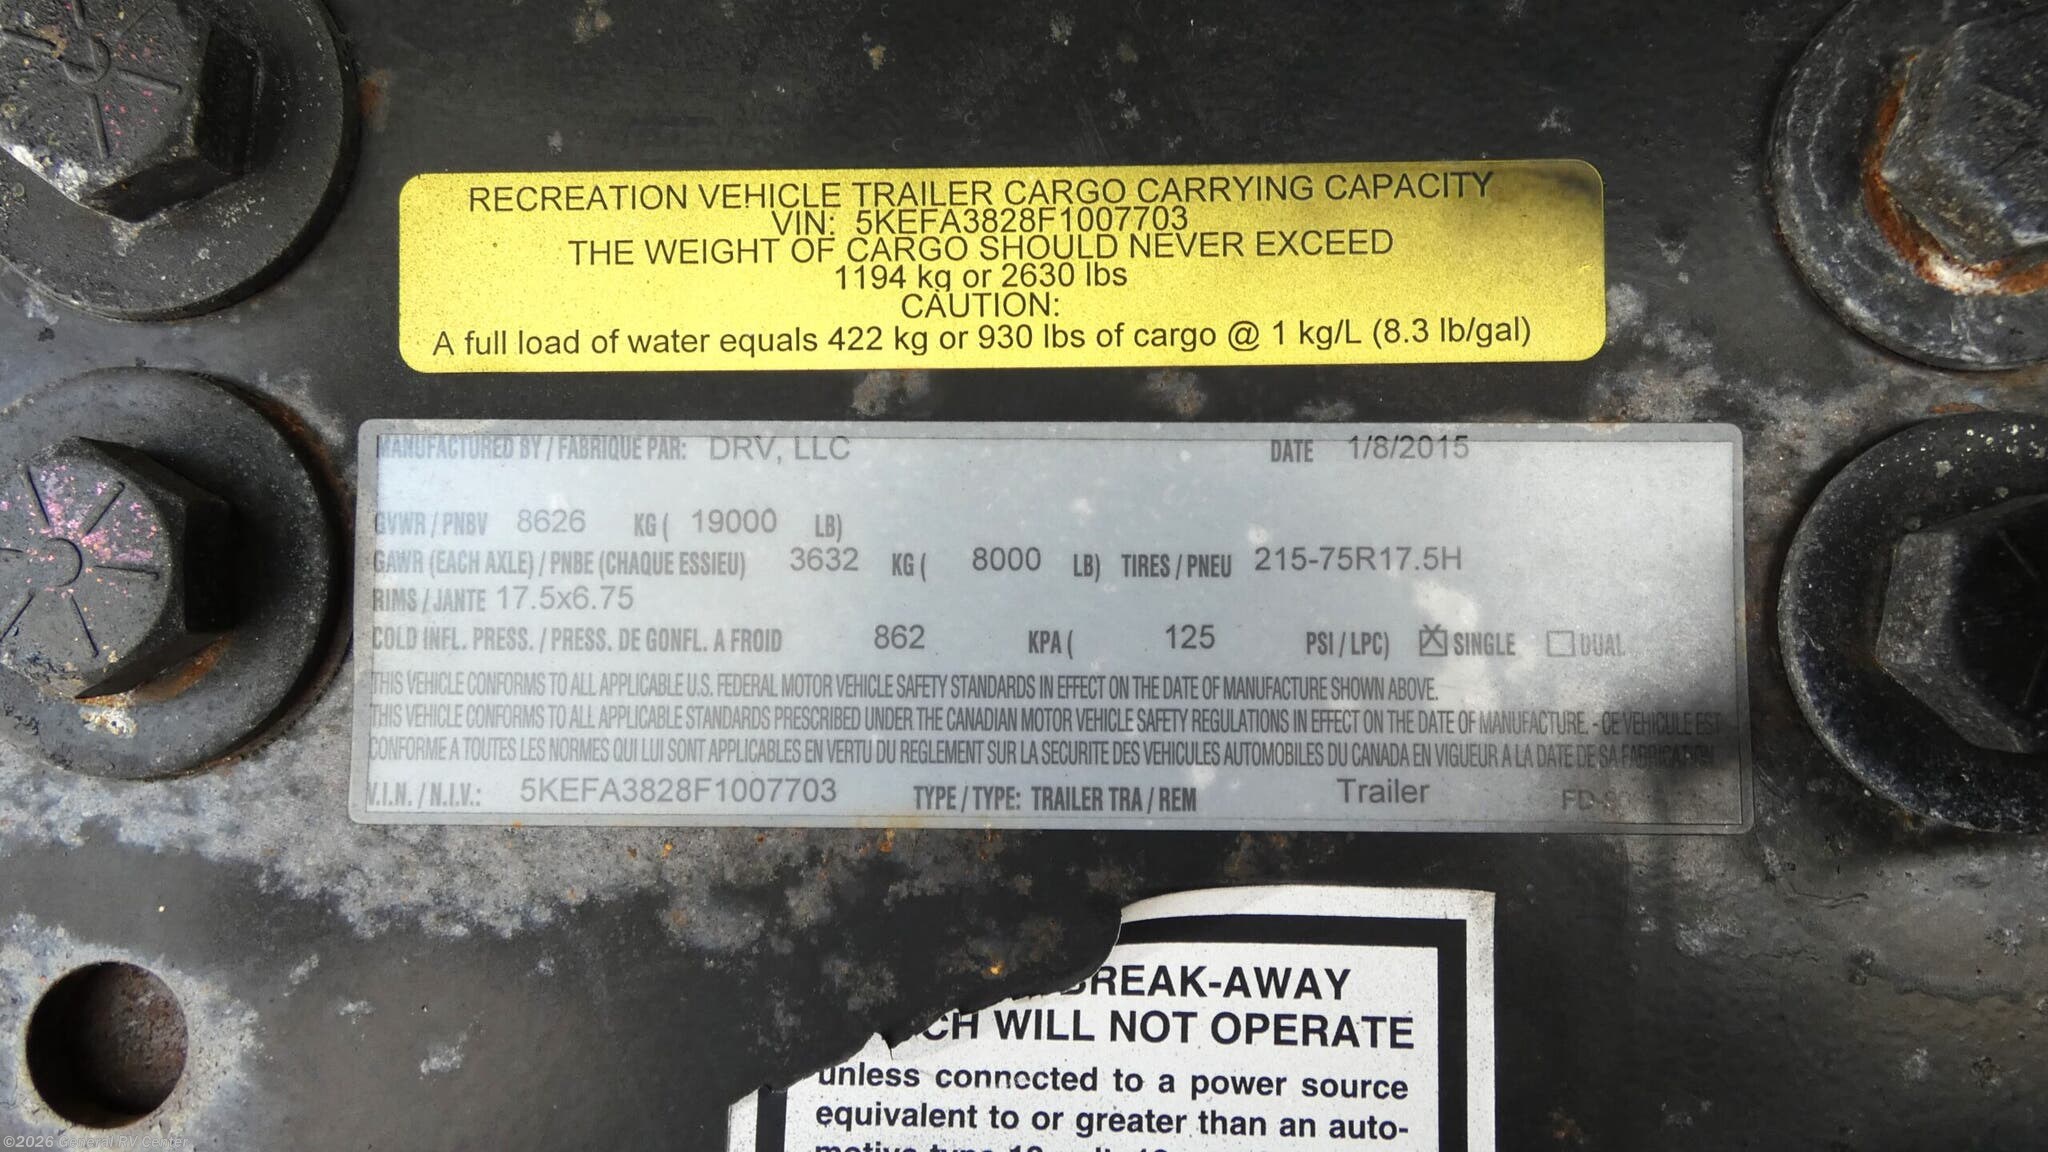 RECREATION VEHICLE TRAILER CARGO CARRYING CAPACITY
VIN: 5KEFA3828F1007703
THE WEIGHT OF CARGO SHOULD NEVER EXCEED
1194 kg or 2630 lbs
CAUTION:
A full load of water equals 422 kg or 930 lbs of cargo @ 1 kg/L (8.3 lb/gal)
MANUFACTURED BY / FABRIQUE PAR: DRV, LLC DATE 1/8/2015
GVWR / PNBV 8626 KG ( 19000 LB)
GAWR (EACH AXLE) / PNBE (CHAQUE ESSIEU) 3632 KG ( 8000 LB) TIRES / PNEU 215-75R17.5H
RIMS / JANTE 17.5x6.75
COLD INFL. PRESS. / PRESS. DE GONFL. A FROID 862 KPA ( 125 PSI / LPC) SINGLE DUAL
THIS VEHICLE CONFORMS TO ALL APPLICABLE U.S. FEDERAL MOTOR VEHICLE SAFETY STANDARDS IN EFFECT ON THE DATE OF MANUFACTURE SHOWN ABOVE.
THIS VEHICLE CONFORMS TO ALL APPLICABLE STANDARDS PRESCRIBED UNDER THE CANADIAN MOTOR VEHICLE SAFETY REGULATIONS IN EFFECT ON THE DATE OF MANUFACTURE. - CE VEHICULE EST
CONFORME A TOUTES LES NORMES QUI LUI SONT APPLICABLES EN VERTU DU REGLEMENT SUR LA SECURITE DES VEHICULES AUTOMOBILES DU CANADA EN VIGUEUR A LA DATE DE SA FABRICATION
V.I.N. / N.I.V.: 5KEFA3828F1007703 TYPE / TYPE: TRAILER TRA / REM Trailer
BREAK-AWAY
WILL NOT OPERATE
unless connected to a power source
equivalent to or greater than an auto-
©2026 General RV Center